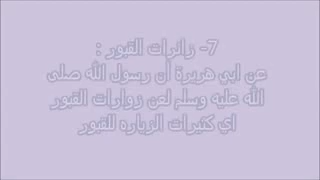 7- زائرات القبور :
عن ابي هريرة أن رسول الله صلى
الله عليه وسلم لعن زوارات القبور
اي كثيرات الزياره للقبور